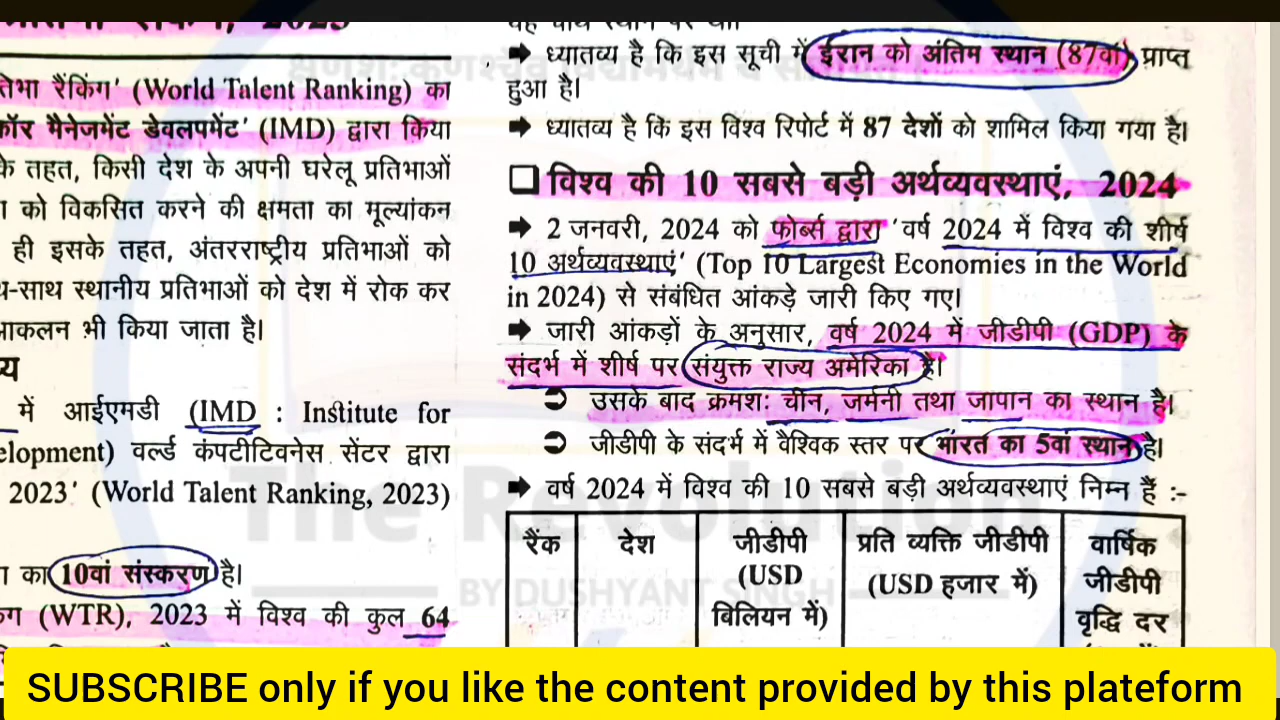 तेभा रैंकिंग' (World Talent Ranking) का
फॉर मैनेजमेंट डेवलपमेंट' (IMD) द्वारा किया
के तहत, किसी देश के अपनी घरेलू प्रतिभाओं
को विकसित करने की क्षमता का मूल्यांकन
ही इसके तहत, अंतरराष्ट्रीय प्रतिभाओं को
थ-साथ स्थानीय प्रतिभाओं को देश में रोक कर
आकलन भी किया जाता है।
य
में आईएमडी (IMD : Institute for
elopment) वर्ल्ड कंपटीटिवनेस सेंटर द्वारा
2023' (World Talent Ranking, 2023)
का 10वां संस्करण है।
(WTR), 2023 में विश्व की कुल 64
➡ ध्यातव्य है कि इस सूची में ईरान को अंतिम स्थान (87वां) प्राप्त
हुआ है।
➡ ध्यातव्य है कि इस विश्व रिपोर्ट में 87 देशों को शामिल किया गया है।
❑ विश्व की 10 सबसे बड़ी अर्थव्यवस्थाएं, 2024
➡ 2 जनवरी, 2024 को फोर्ब्स द्वारा 'वर्ष 2024 में विश्व की शीर्ष
10 अर्थव्यवस्थाएं' (Top 10 Largest Economies in the World
in 2024) से संबंधित आंकड़े जारी किए गए।
➡ जारी आंकड़ों के अनुसार, वर्ष 2024 में जीडीपी (GDP) के
संदर्भ में शीर्ष पर संयुक्त राज्य अमेरिका है।
➲ उसके बाद क्रमशः चीन, जर्मनी तथा जापान का स्थान है।
➲ जीडीपी के संदर्भ में वैश्विक स्तर पर भारत का 5वां स्थान है।
➡ वर्ष 2024 में विश्व की 10 सबसे बड़ी अर्थव्यवस्थाएं निम्न हैं :-
रैंक देश जीडीपी प्रति व्यक्ति जीडीपी वार्षिक
(USD (USD हजार में) जीडीपी
बिलियन में) वृद्धि दर
The Revolution
BY DUSHYANT SINGH
SUBSCRIBE only if you like the content provided by this plateform